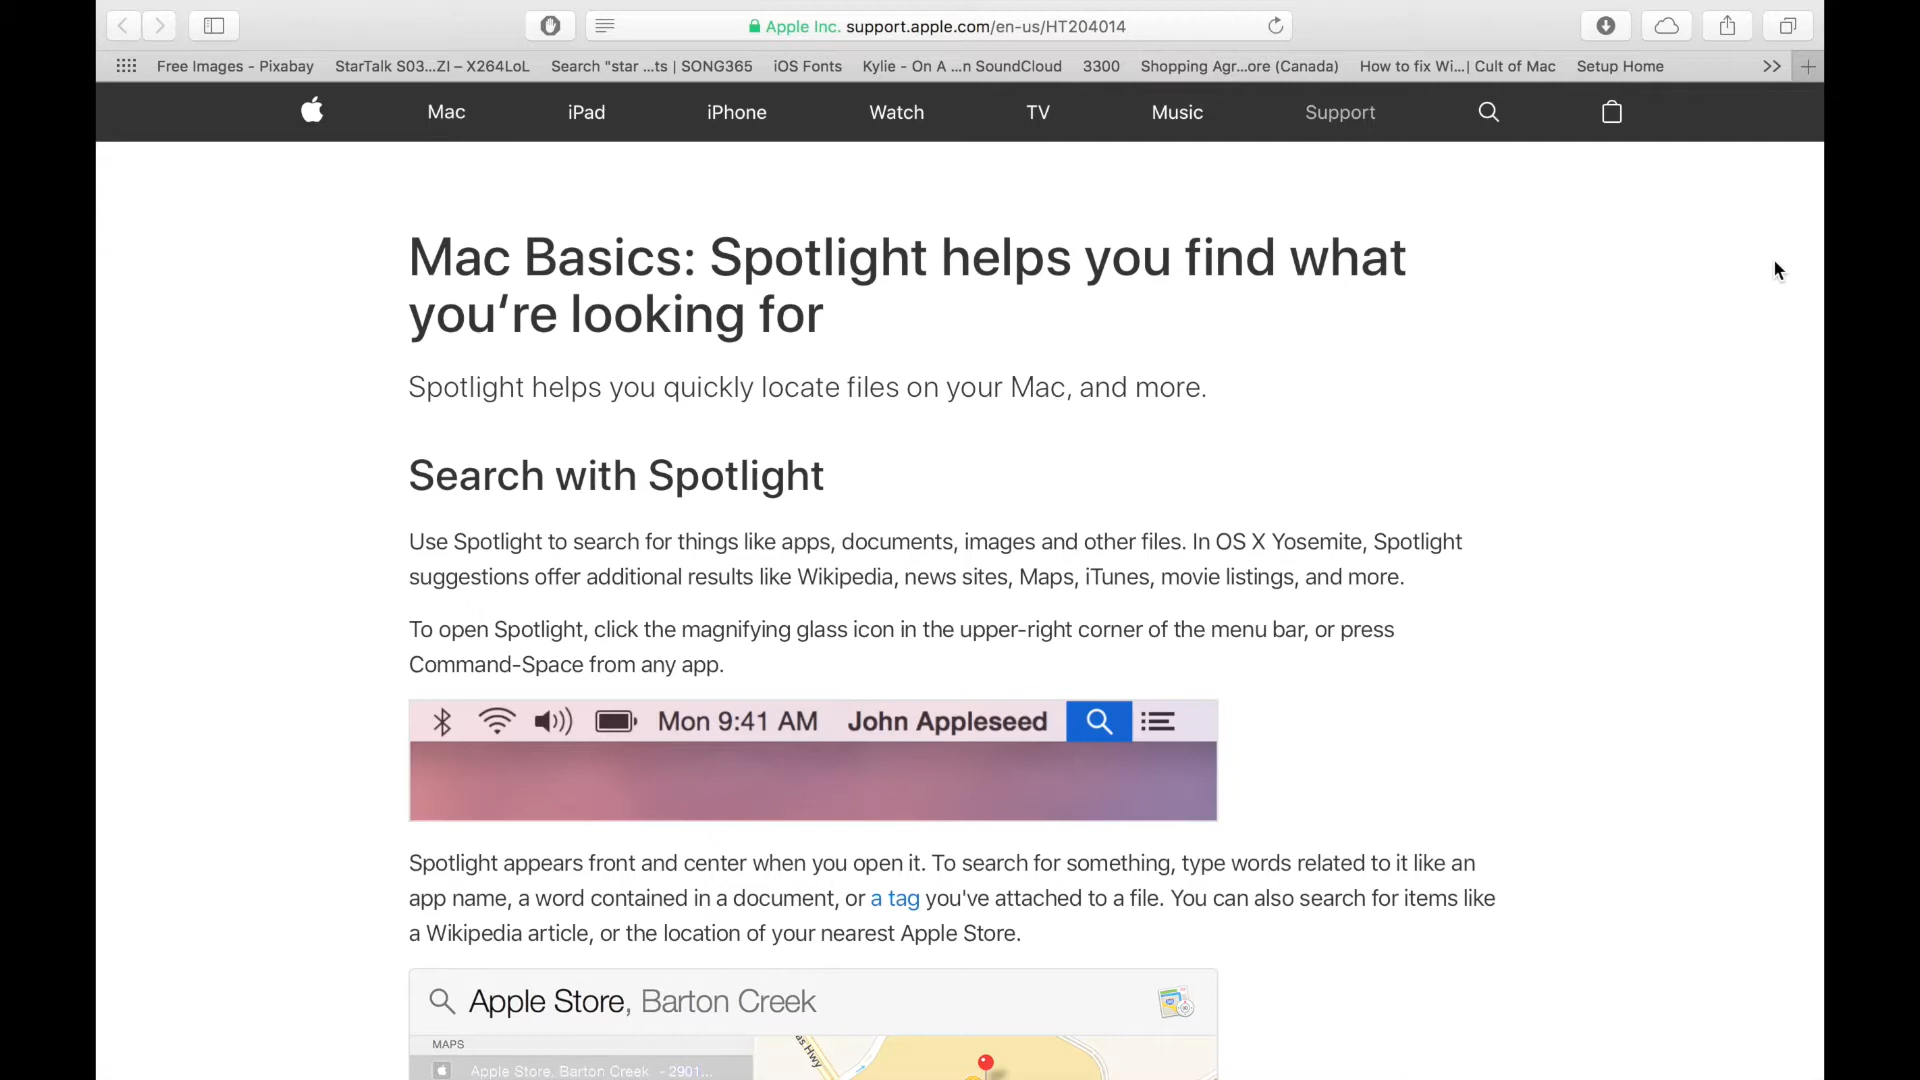 Apple Inc. support.apple.com/en-us/HT204014
Free Images - Pixabay StarTalk S03...ZI – X264LoL Search "star ...ts | SONG365 iOS Fonts Kylie - On A ...n SoundCloud 3300 Shopping Agr...ore (Canada) How to fix Wi...| Cult of Mac Setup Home
Mac iPad iPhone Watch TV Music Support
Mac Basics: Spotlight helps you find what
you‘re looking for
Spotlight helps you quickly locate files on your Mac, and more.
Search with Spotlight
Use Spotlight to search for things like apps, documents, images and other files. In OS X Yosemite, Spotlight
suggestions offer additional results like Wikipedia, news sites, Maps, iTunes, movie listings, and more.
To open Spotlight, click the magnifying glass icon in the upper-right corner of the menu bar, or press
Command-Space from any app.
Mon 9:41 AM John Appleseed
Spotlight appears front and center when you open it. To search for something, type words related to it like an
app name, a word contained in a document, or a tag you've attached to a file. You can also search for items like
a Wikipedia article, or the location of your nearest Apple Store.
Apple Store, Barton Creek
MAPS
Apple Store, Barton Creek - 2901...